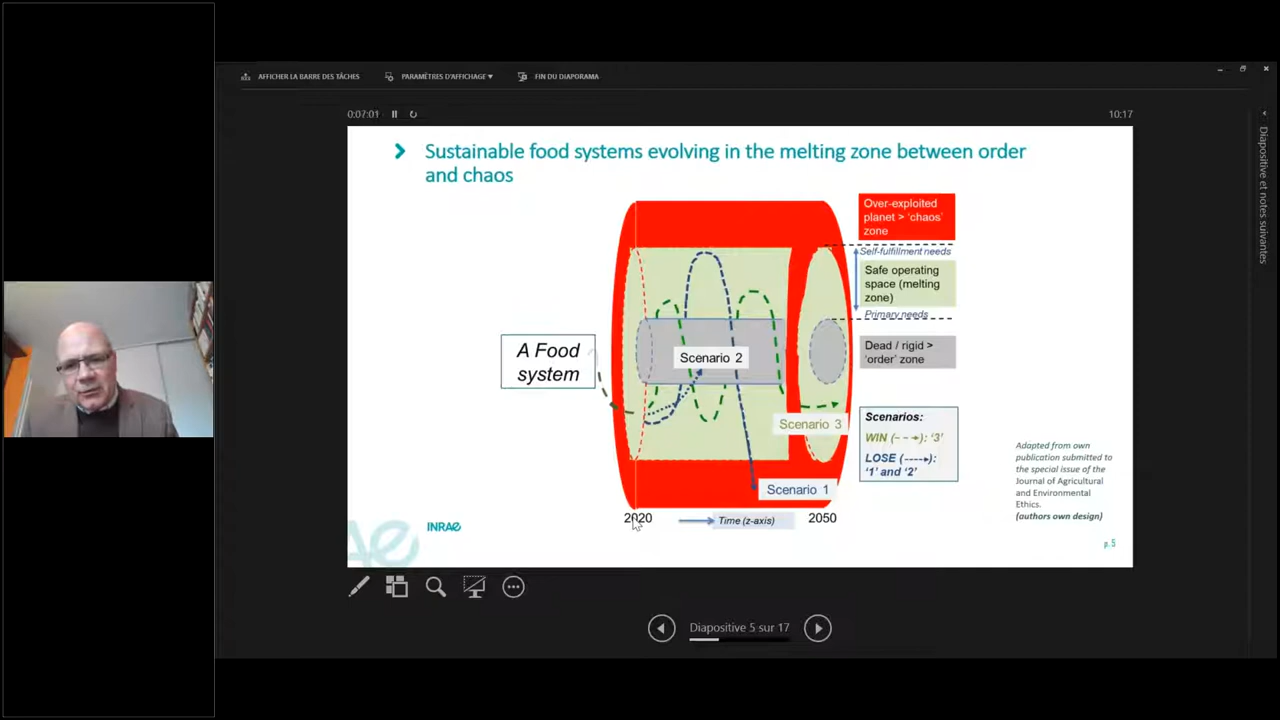 AFFICHER LA BARRE DES TÂCHES
PARAMÈTRES D'AFFICHAGE
FIN DU DIAPORAMA
0:07:01
10:17
Diapositive et notes suivantes
Sustainable food systems evolving in the melting zone between order
and chaos
Over-exploited
planet > 'chaos'
zone
Self-fulfillment needs
Safe operating
space (melting
zone)
Primary needs
Dead / rigid >
'order' zone
A Food
system
Scenario 2
Scenario 3
Scenario 1
Scenarios:
WIN (- - ➔): '3'
LOSE (----➔):
'1' and '2'
Adapted from own
publication submitted to
the special issue of the
Journal of Agricultural
and Environmental
Ethics.
(authors own design)
2020
Time (z-axis)
2050
INRAE
p. 5
Diapositive 5 sur 17